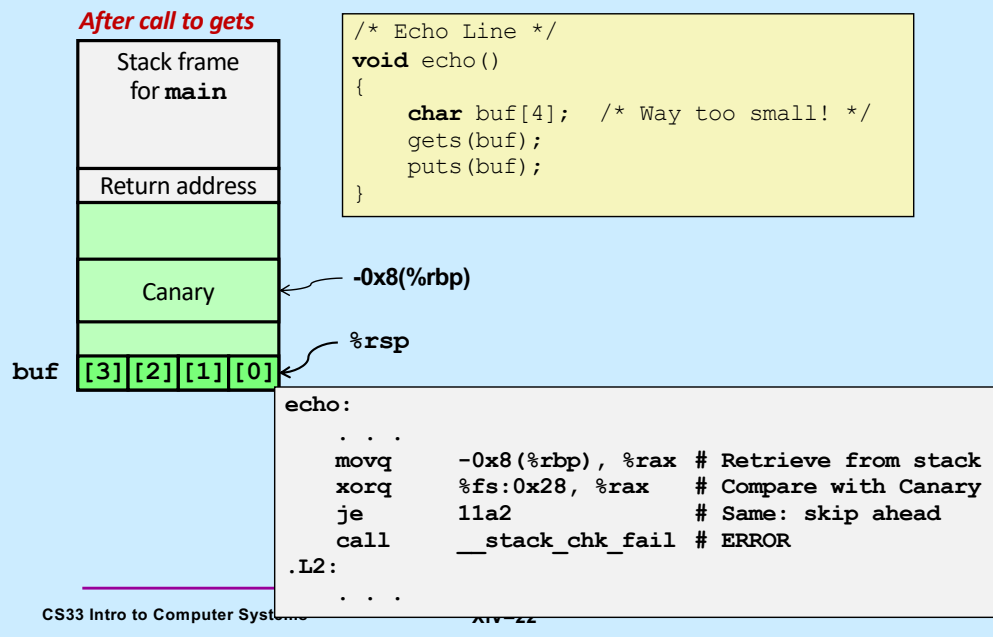 After call to gets
Stack frame
for main
Return address
Canary
-0x8(%rbp)
%rsp
buf [3] [2] [1] [0]
/* Echo Line */
void echo()
{
    char buf[4];  /* Way too small! */
    gets(buf);
    puts(buf);
}
echo:
    . . .
    movq    -0x8(%rbp), %rax  # Retrieve from stack
    xorq    %fs:0x28, %rax    # Compare with Canary
    je      11a2              # Same: skip ahead
    call    __stack_chk_fail  # ERROR
.L2:
    . . .
CS33 Intro to Computer